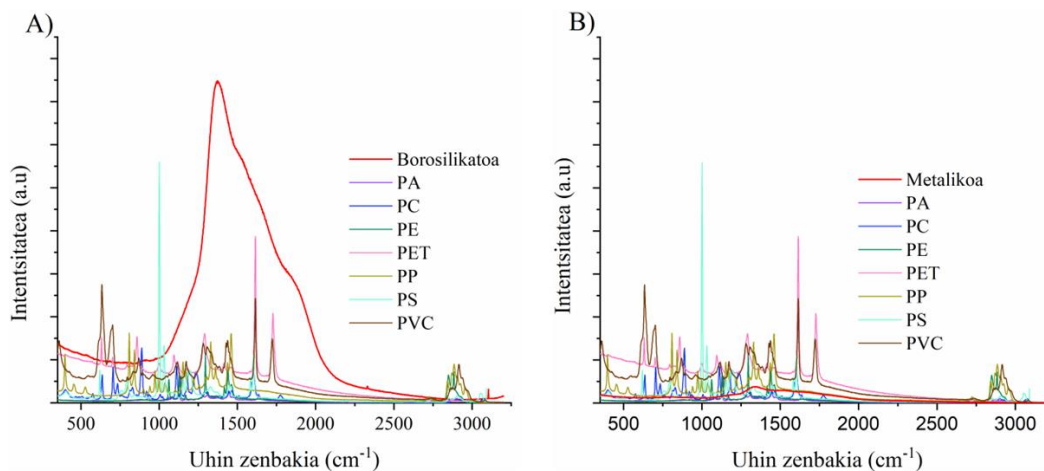 A)
Intentsitatea (a.u)
Borosilikatoa
PA
PC
PE
PET
PP
PS
PVC
500 1000 1500 2000 2500 3000
Uhin zenbakia (cm⁻¹)
B)
Intentsitatea (a.u)
Metalikoa
PA
PC
PE
PET
PP
PS
PVC
500 1000 1500 2000 2500 3000
Uhin zenbakia (cm⁻¹)